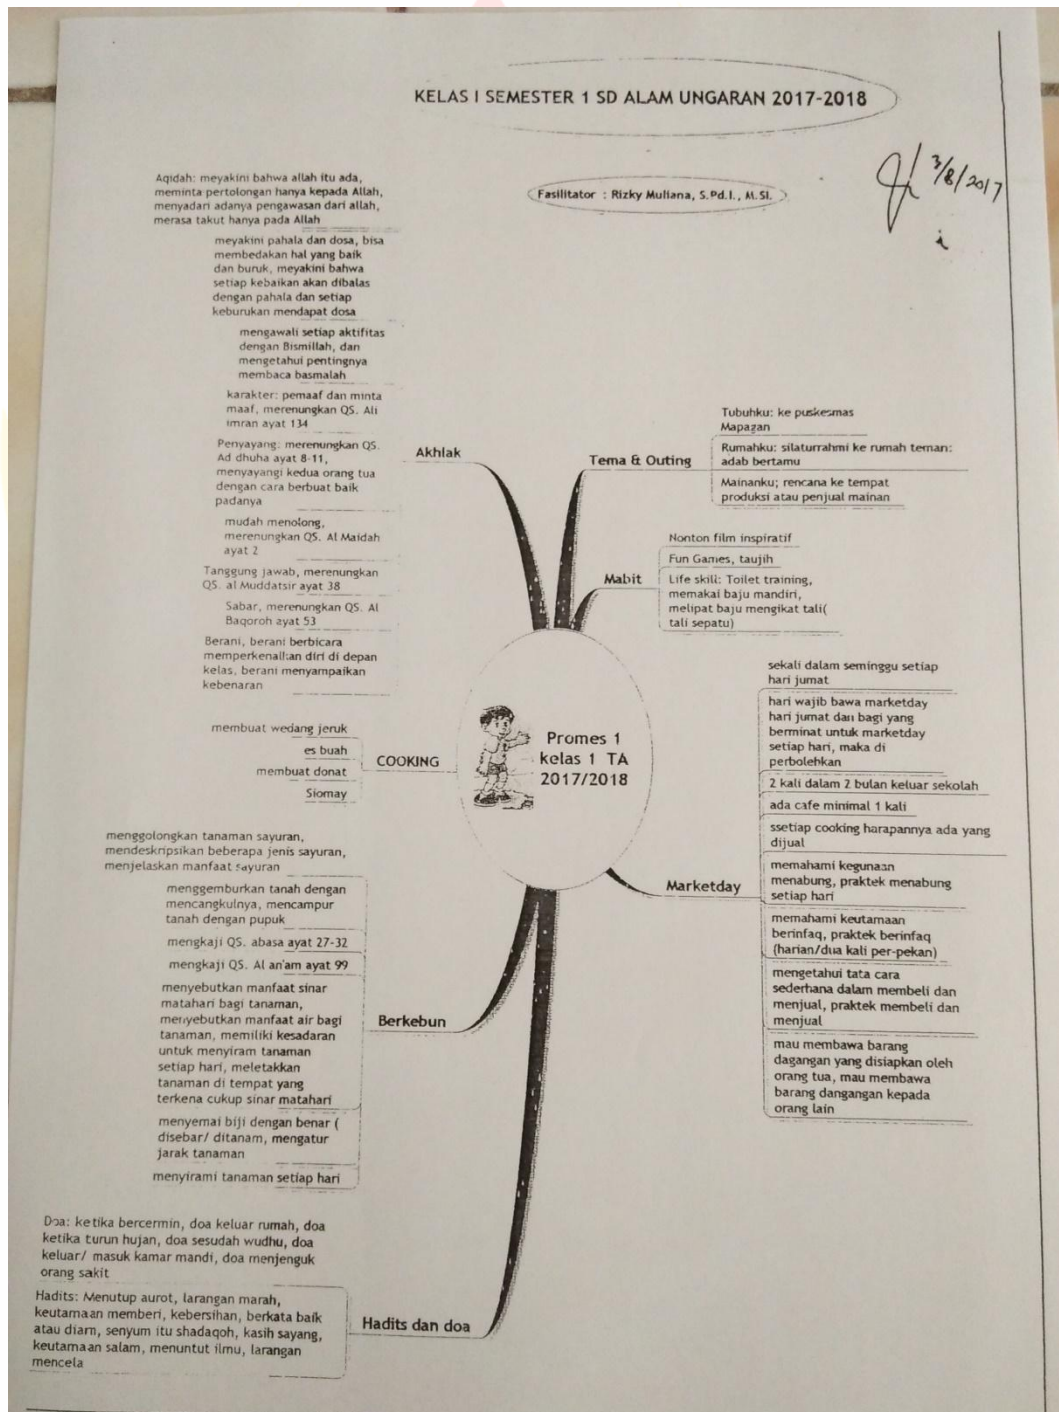 KELAS I SEMESTER 1 SD ALAM UNGARAN 2017-2018
3/8/2017
Fasilitator : Rizky Muliana, S.Pd.I., M.SI.
Aqidah: meyakini bahwa allah itu ada,
meminta pertolongan hanya kepada Allah,
menyadari adanya pengawasan dari allah,
merasa takut hanya pada Allah
meyakini pahala dan dosa, bisa
membedakan hal yang baik
dan buruk, meyakini bahwa
setiap kebaikan akan dibalas
dengan pahala dan setiap
keburukan mendapat dosa
mengawali setiap aktifitas
dengan Bismillah, dan
mengetahui pentingnya
membaca basmalah
karakter: pemaaf dan minta
maaf, merenungkan QS. Ali
imran ayat 134
Penyayang: merenungkan QS.
Ad dhuha ayat 8-11,
menyayangi kedua orang tua
dengan cara berbuat baik
padanya
mudah menolong,
merenungkan QS. Al Maidah
ayat 2
Tanggung jawab, merenungkan
QS. al Muddatsir ayat 38
Sabar, merenungkan QS. Al
Baqoroh ayat 53
Berani, berani berbicara
memperkenalkan diri di depan
kelas, berani menyampaikan
kebenaran
Akhlak
Tema & Outing
Tubuhku: ke puskesmas
Mapagan
Rumahku: silaturrahmi ke rumah teman:
adab bertamu
Mainanku; rencana ke tempat
produksi atau penjual mainan
Mabit
Nonton film inspiratif
Fun Games, taujih
Life skill: Toilet training,
memakai baju mandiri,
melipat baju mengikat tali(
tali sepatu)
Promes 1
kelas 1 TA
2017/2018
COOKING
membuat wedang jeruk
es buah
membuat donat
Siomay
Marketday
sekali dalam seminggu setiap
hari jumat
hari wajib bawa marketday
hari jumat dan bagi yang
berminat untuk marketday
setiap hari, maka di
perbolehkan
2 kali dalam 2 bulan keluar sekolah
ada cafe minimal 1 kali
ssetiap cooking harapannya ada yang
dijual
memahami kegunaan
menabung, praktek menabung
setiap hari
memahami keutamaan
berinfaq, praktek berinfaq
(harian/dua kali per-pekan)
mengetahui tata cara
sederhana dalam membeli dan
menjual, praktek membeli dan
menjual
mau membawa barang
dagangan yang disiapkan oleh
orang tua, mau membawa
barang dangangan kepada
orang lain
menggolongkan tanaman sayuran,
mendeskripsikan beberapa jenis sayuran,
menjelaskan manfaat sayuran
menggemburkan tanah dengan
mencangkulnya, mencampur
tanah dengan pupuk
mengkaji QS. abasa ayat 27-32
mengkaji QS. Al an'am ayat 99
menyebutkan manfaat sinar
matahari bagi tanaman,
menyebutkan manfaat air bagi
tanaman, memiliki kesadaran
untuk menyiram tanaman
setiap hari, meletakkan
tanaman di tempat yang
terkena cukup sinar matahari
menyemai biji dengan benar (
disebar/ ditanam, mengatur
jarak tanaman
menyirami tanaman setiap hari
Berkebun
Doa: ketika bercermin, doa keluar rumah, doa
ketika turun hujan, doa sesudah wudhu, doa
keluar/ masuk kamar mandi, doa menjenguk
orang sakit
Hadits: Menutup aurot, larangan marah,
keutamaan memberi, kebersihan, berkata baik
atau diam, senyum itu shadaqoh, kasih sayang,
keutamaan salam, menuntut ilmu, larangan
mencela
Hadits dan doa